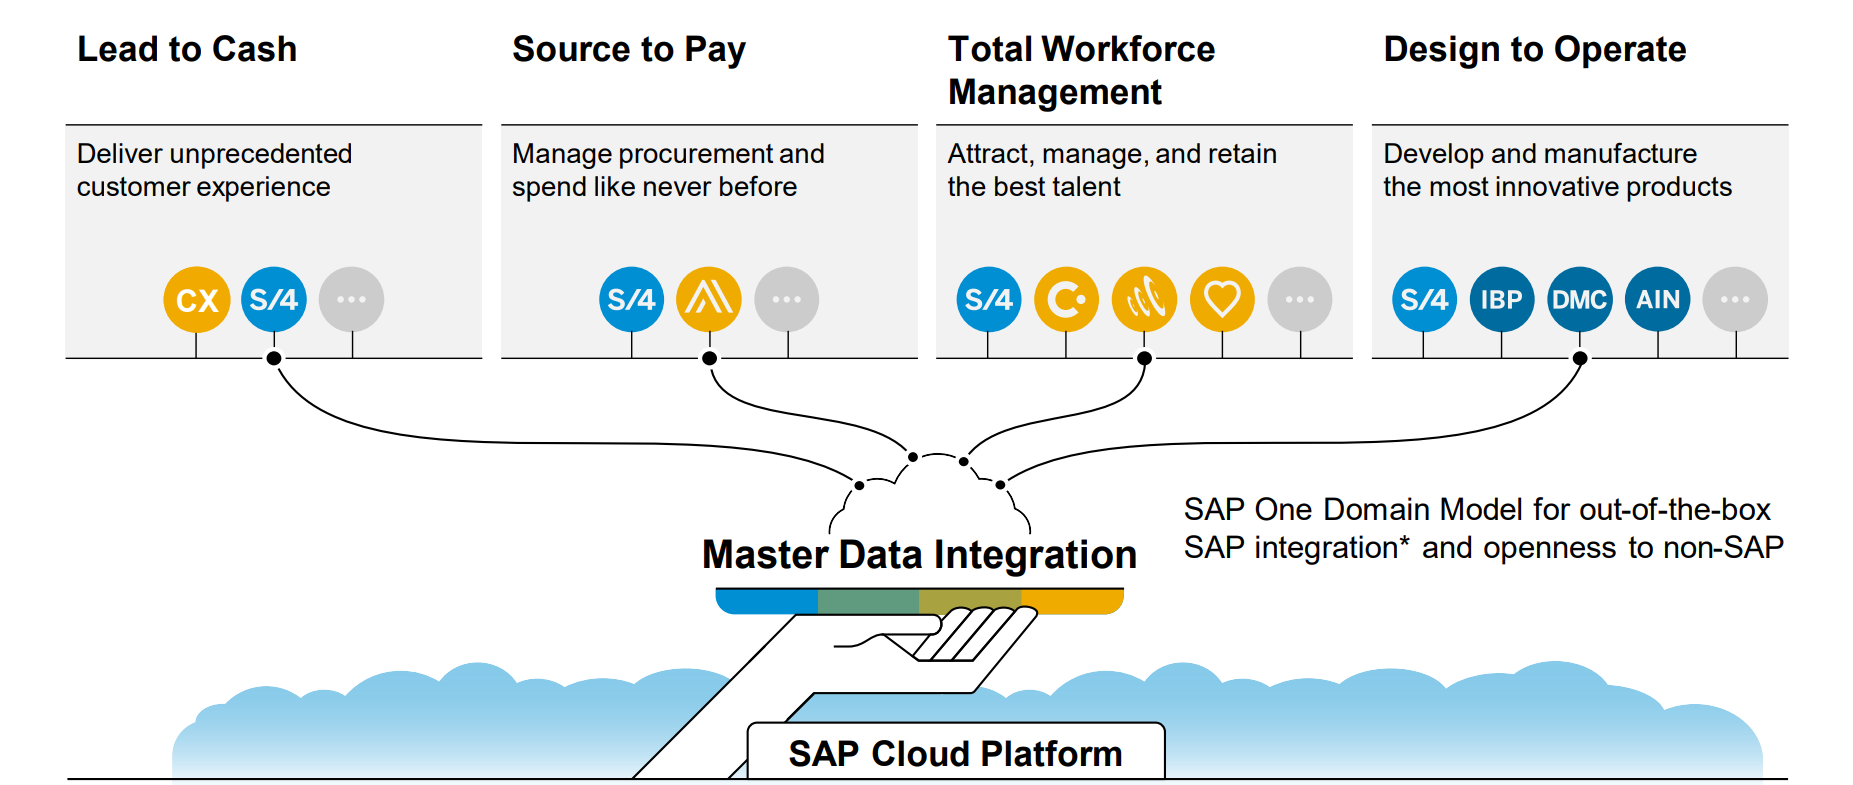 Lead to Cash
Deliver unprecedented
customer experience
CX S/4 ...
Source to Pay
Manage procurement and
spend like never before
S/4 ...
Total Workforce
Management
Attract, manage, and retain
the best talent
S/4 ...
Design to Operate
Develop and manufacture
the most innovative products
S/4 IBP DMC AIN ...
Master Data Integration
SAP One Domain Model for out-of-the-box
SAP integration* and openness to non-SAP
SAP Cloud Platform